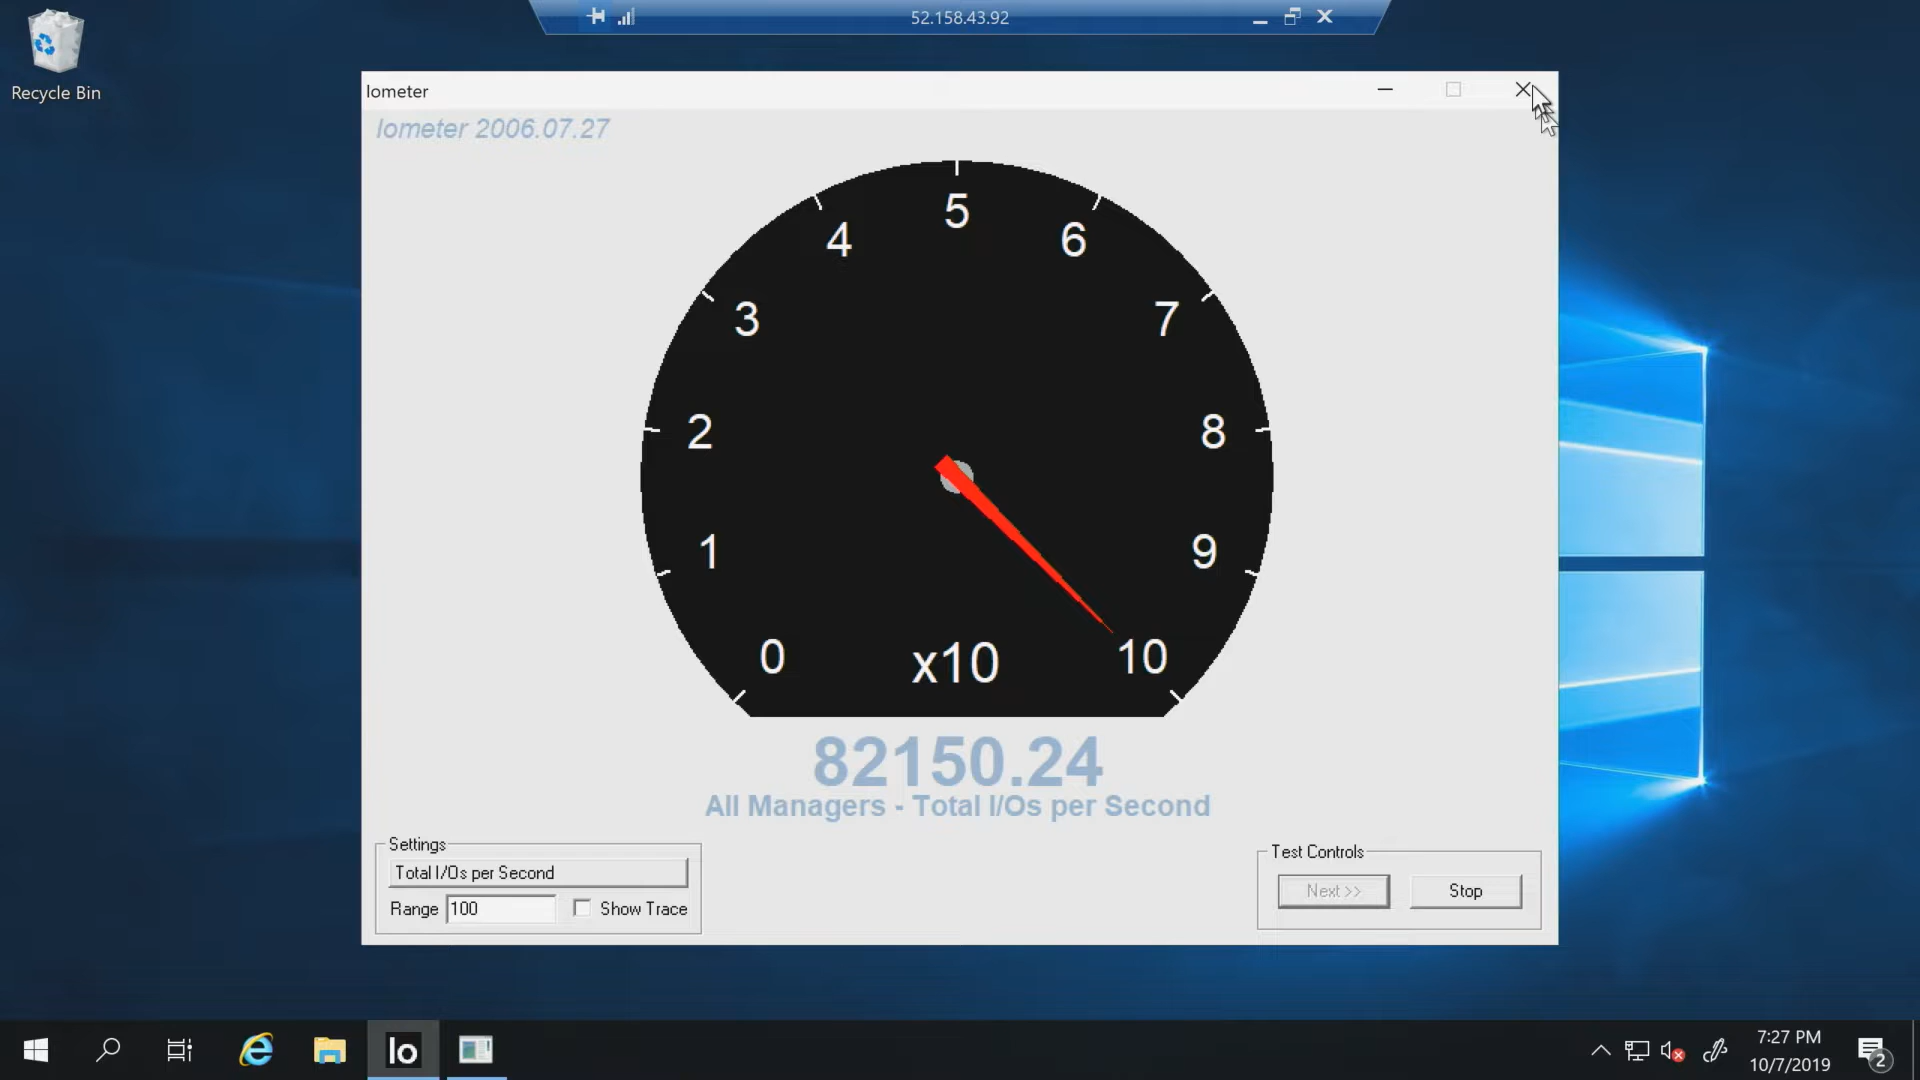 52.158.43.92
Recycle Bin
Iometer
Iometer 2006.07.27
5
4
6
3
7
2
8
1
9
0
x10
10
82150.24
All Managers - Total I/Os per Second
Settings
Total I/Os per Second
Range 100
Show Trace
Test Controls
Next >>
Stop
Io
7:27 PM
10/7/2019
2